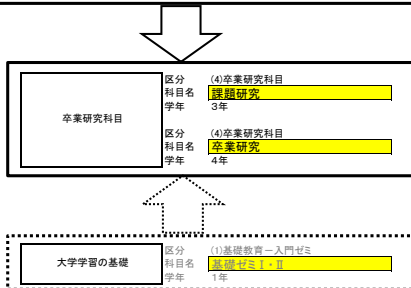 卒業研究科目
区分 (4)卒業研究科目
科目名 課題研究
学年 3年
区分 (4)卒業研究科目
科目名 卒業研究
学年 4年
大学学習の基礎
区分 (1)基礎教育－入門ゼミ
科目名 基礎ゼミⅠ・Ⅱ
学年 1年